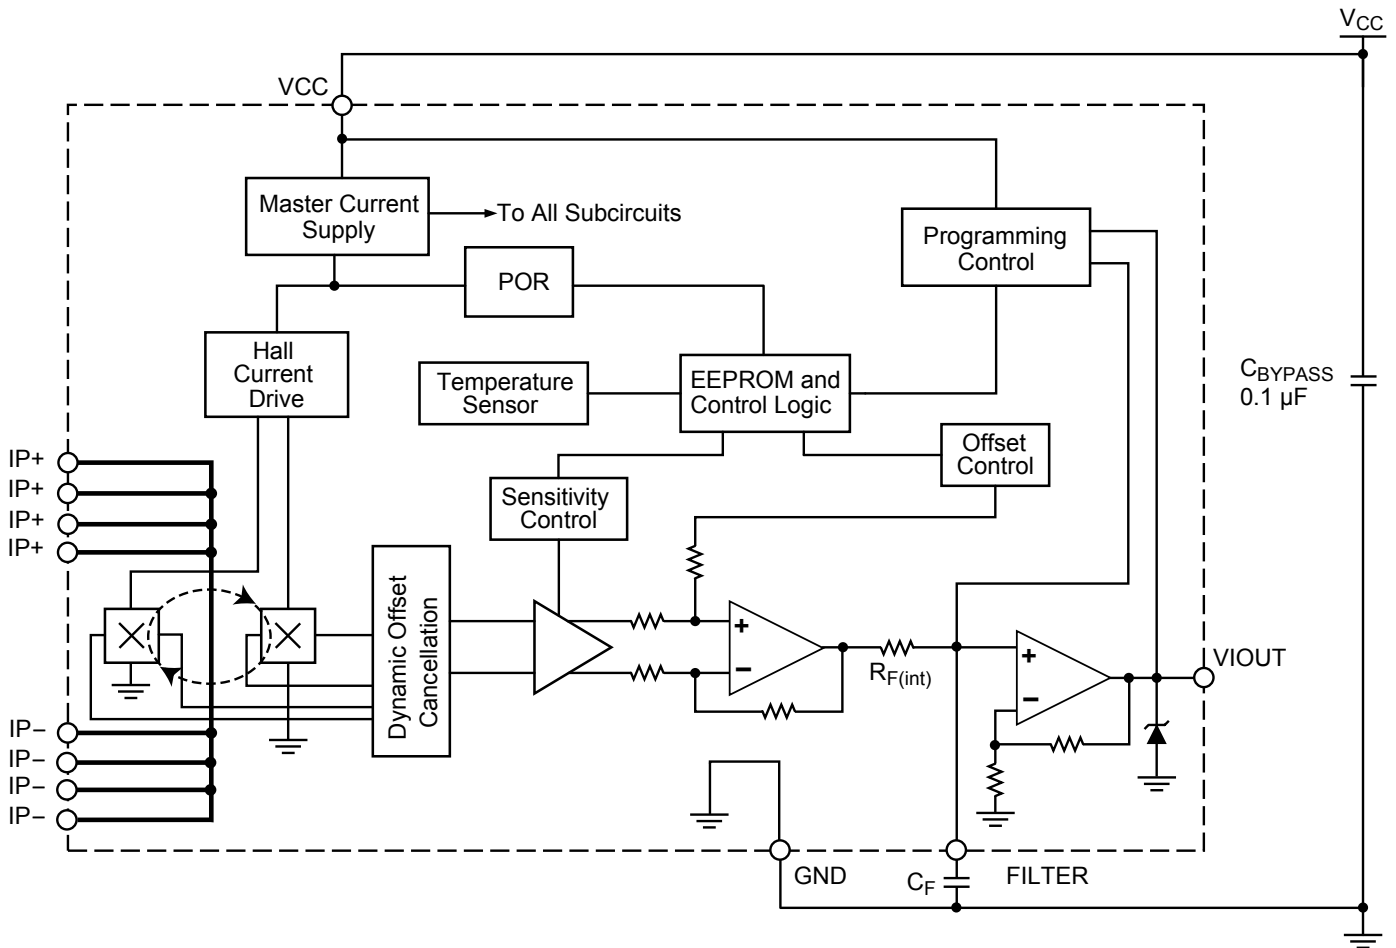 VCC
VCC
Master Current
Supply
To All Subcircuits
Programming
Control
POR
Hall
Current
Drive
Temperature
Sensor
EEPROM and
Control Logic
CBYPASS
0.1 µF
Offset
Control
Sensitivity
Control
IP+
IP+
IP+
IP+
Dynamic Offset
Cancellation
+
−
RF(int)
+
−
VIOUT
IP−
IP−
IP−
IP−
GND
CF
FILTER